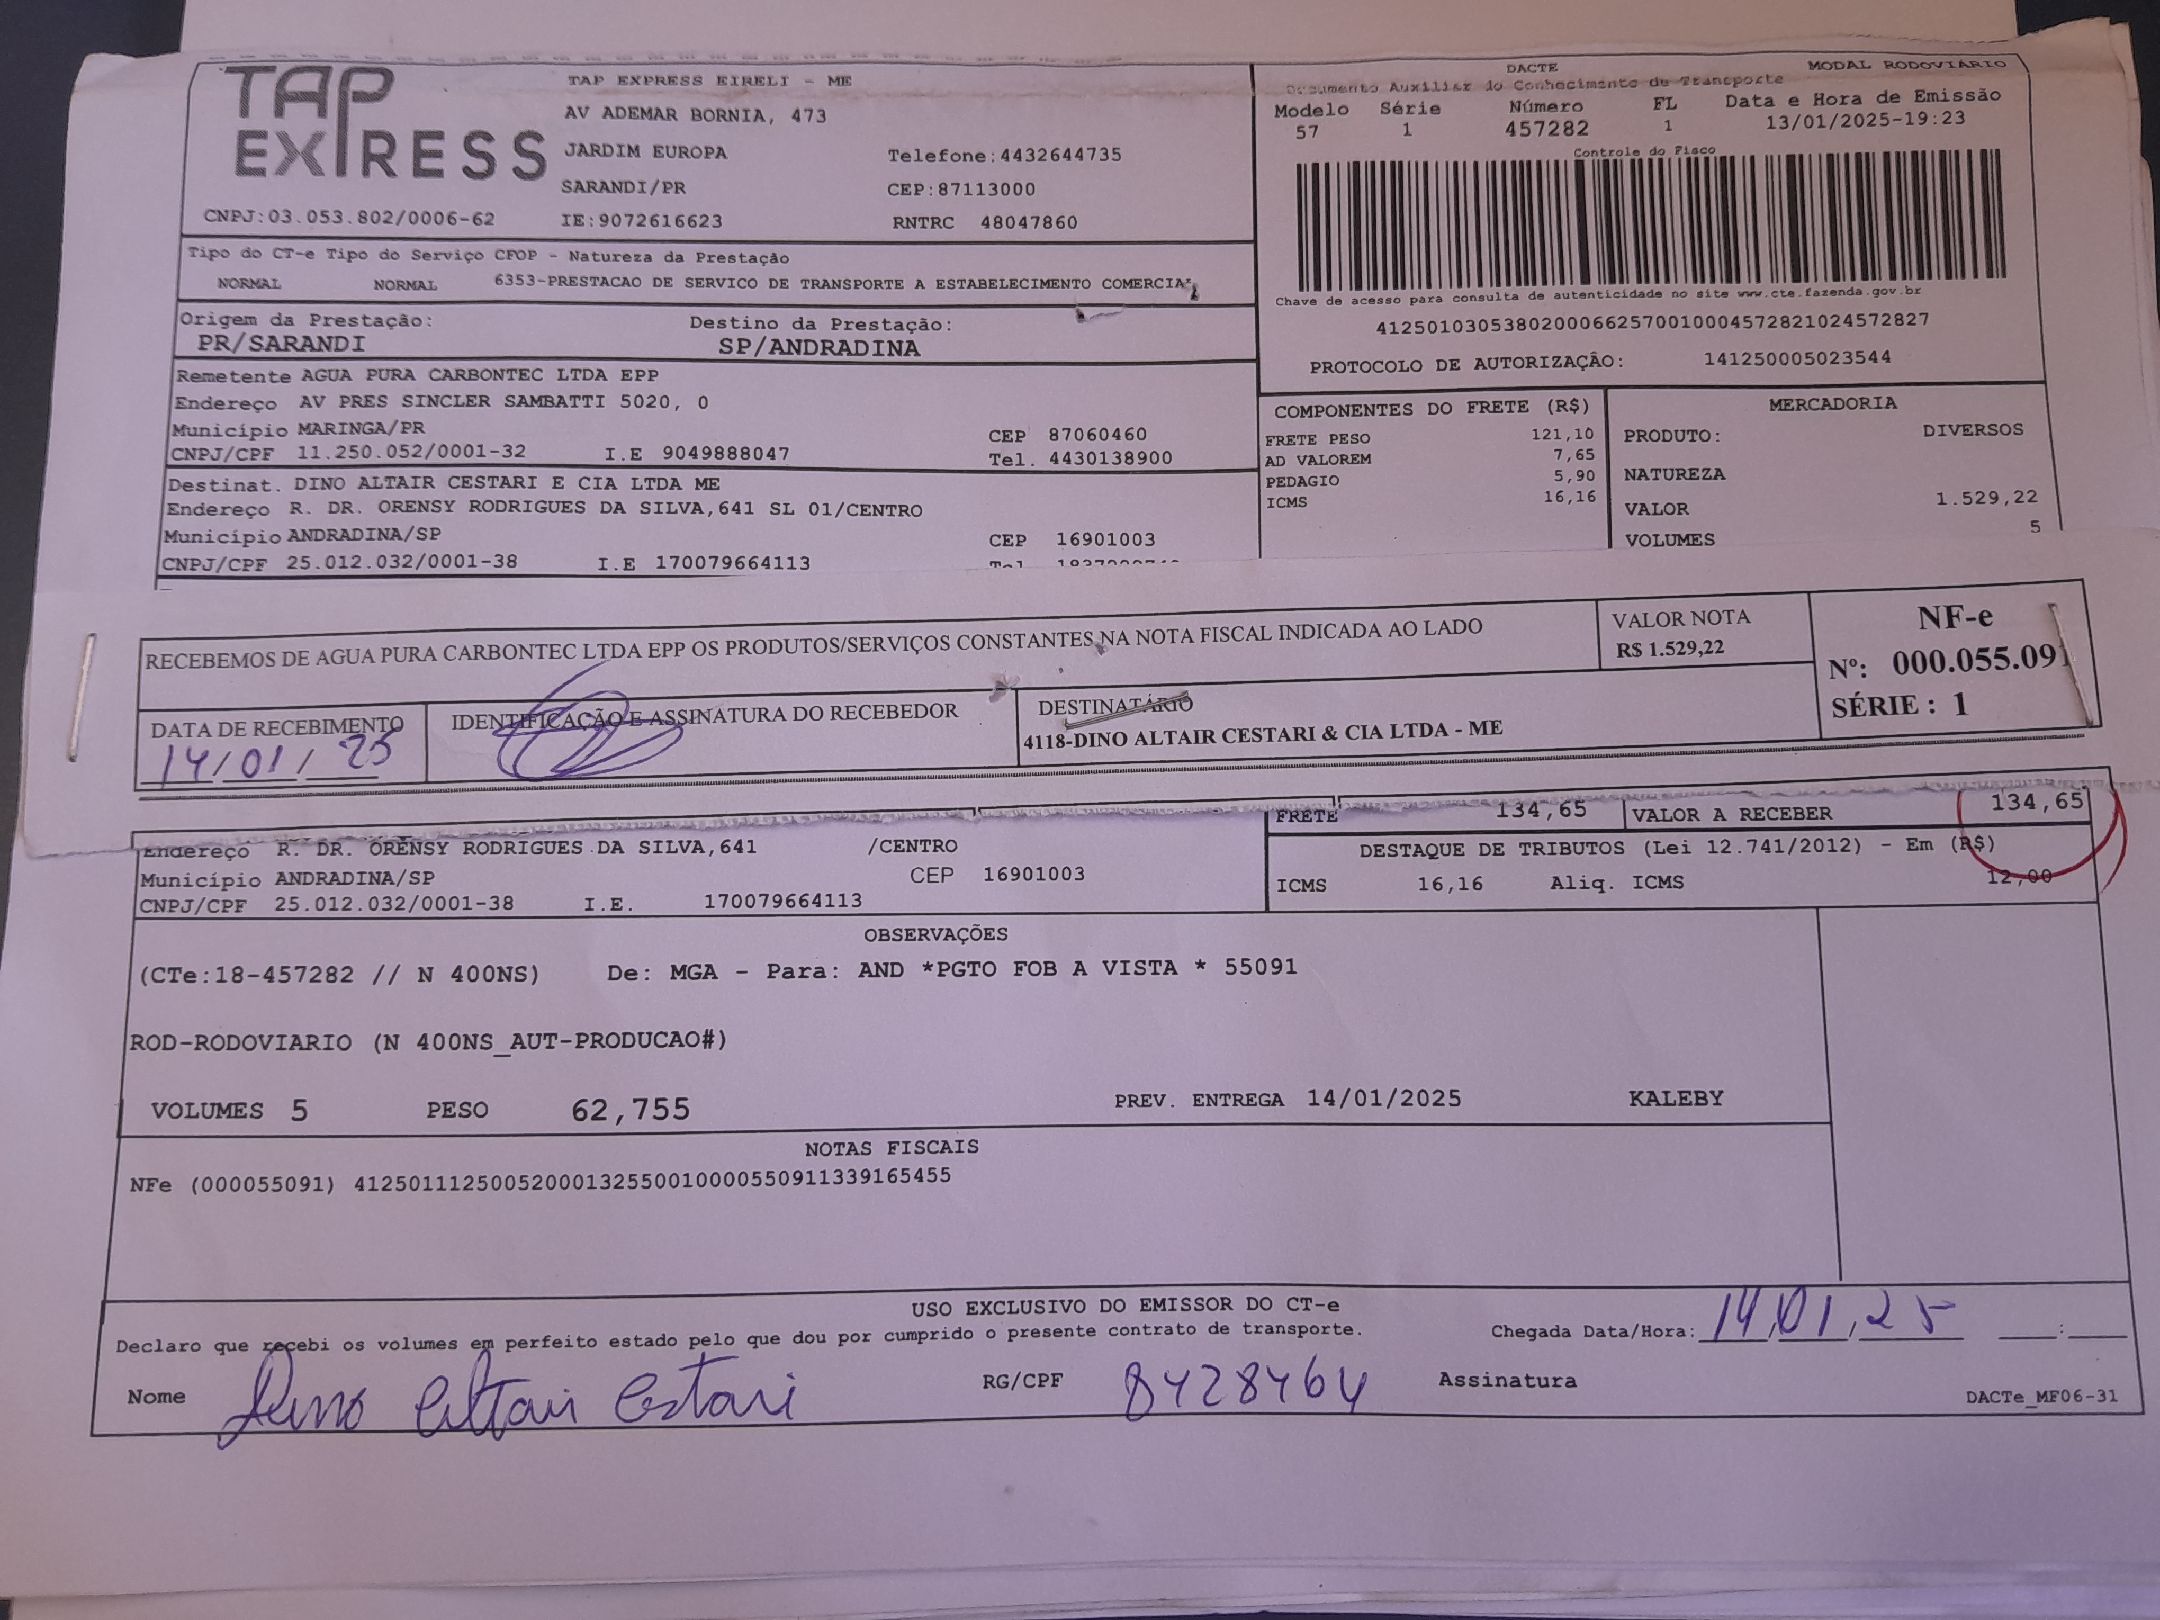 TAP EXPRESS
TAP EXPRESS EIRELI - ME
AV ADEMAR BORNIA, 473
JARDIM EUROPA Telefone:4432644735
SARANDI/PR CEP:87113000
CNPJ:03.053.802/0006-62 IE:9072616623 RNTRC 48047860
DACTE MODAL RODOVIÁRIO
Documento Auxiliar do Conhecimento de Transporte
Modelo Série Número FL Data e Hora de Emissão
57 1 457282 1 13/01/2025-19:23
Controle do Fisco
Chave de acesso para consulta de autenticidade no site www.cte.fazenda.gov.br
41250103053802000662570010004572821024572827
PROTOCOLO DE AUTORIZAÇÃO: 141250005023544
Tipo do CT-e Tipo do Serviço CFOP - Natureza da Prestação
NORMAL NORMAL 6353-PRESTACAO DE SERVICO DE TRANSPORTE A ESTABELECIMENTO COMERCIA
Origem da Prestação: Destino da Prestação:
PR/SARANDI SP/ANDRADINA
Remetente AGUA PURA CARBONTEC LTDA EPP
Endereço AV PRES SINCLER SAMBATTI 5020, 0
Município MARINGA/PR CEP 87060460
CNPJ/CPF 11.250.052/0001-32 I.E 9049888047 Tel. 4430138900
Destinat. DINO ALTAIR CESTARI E CIA LTDA ME
Endereço R. DR. ORENSY RODRIGUES DA SILVA,641 SL 01/CENTRO
Município ANDRADINA/SP CEP 16901003
CNPJ/CPF 25.012.032/0001-38 I.E 170079664113
COMPONENTES DO FRETE (R$)
FRETE PESO 121,10
AD VALOREM 7,65
PEDAGIO 5,90
ICMS 16,16
MERCADORIA
PRODUTO: DIVERSOS
NATUREZA
VALOR 1.529,22
VOLUMES 5
RECEBEMOS DE AGUA PURA CARBONTEC LTDA EPP OS PRODUTOS/SERVIÇOS CONSTANTES NA NOTA FISCAL INDICADA AO LADO
VALOR NOTA
R$ 1.529,22
NF-e
Nº: 000.055.091
SÉRIE : 1
DATA DE RECEBIMENTO
14/01/25
IDENTIFICAÇÃO E ASSINATURA DO RECEBEDOR
DESTINATÁRIO
4118-DINO ALTAIR CESTARI & CIA LTDA - ME
FRETE 134,65 VALOR A RECEBER 134,65
Endereço R. DR. ORENSY RODRIGUES DA SILVA,641 /CENTRO
Município ANDRADINA/SP CEP 16901003
CNPJ/CPF 25.012.032/0001-38 I.E. 170079664113
DESTAQUE DE TRIBUTOS (Lei 12.741/2012) - Em (R$)
ICMS 16,16 Aliq. ICMS 12,00
OBSERVAÇÕES
(CTe:18-457282 // N 400NS) De: MGA - Para: AND *PGTO FOB A VISTA * 55091
ROD-RODOVIARIO (N 400NS_AUT-PRODUCAO#)
VOLUMES 5 PESO 62,755 PREV. ENTREGA 14/01/2025 KALEBY
NOTAS FISCAIS
NFe (000055091) 41250111250052000132550010000550911339165455
USO EXCLUSIVO DO EMISSOR DO CT-e
Declaro que recebi os volumes em perfeito estado pelo que dou por cumprido o presente contrato de transporte. Chegada Data/Hora: 14,01,25 :
Nome Dino Altair Cestari RG/CPF 8428464 Assinatura
DACTe_MF06-31